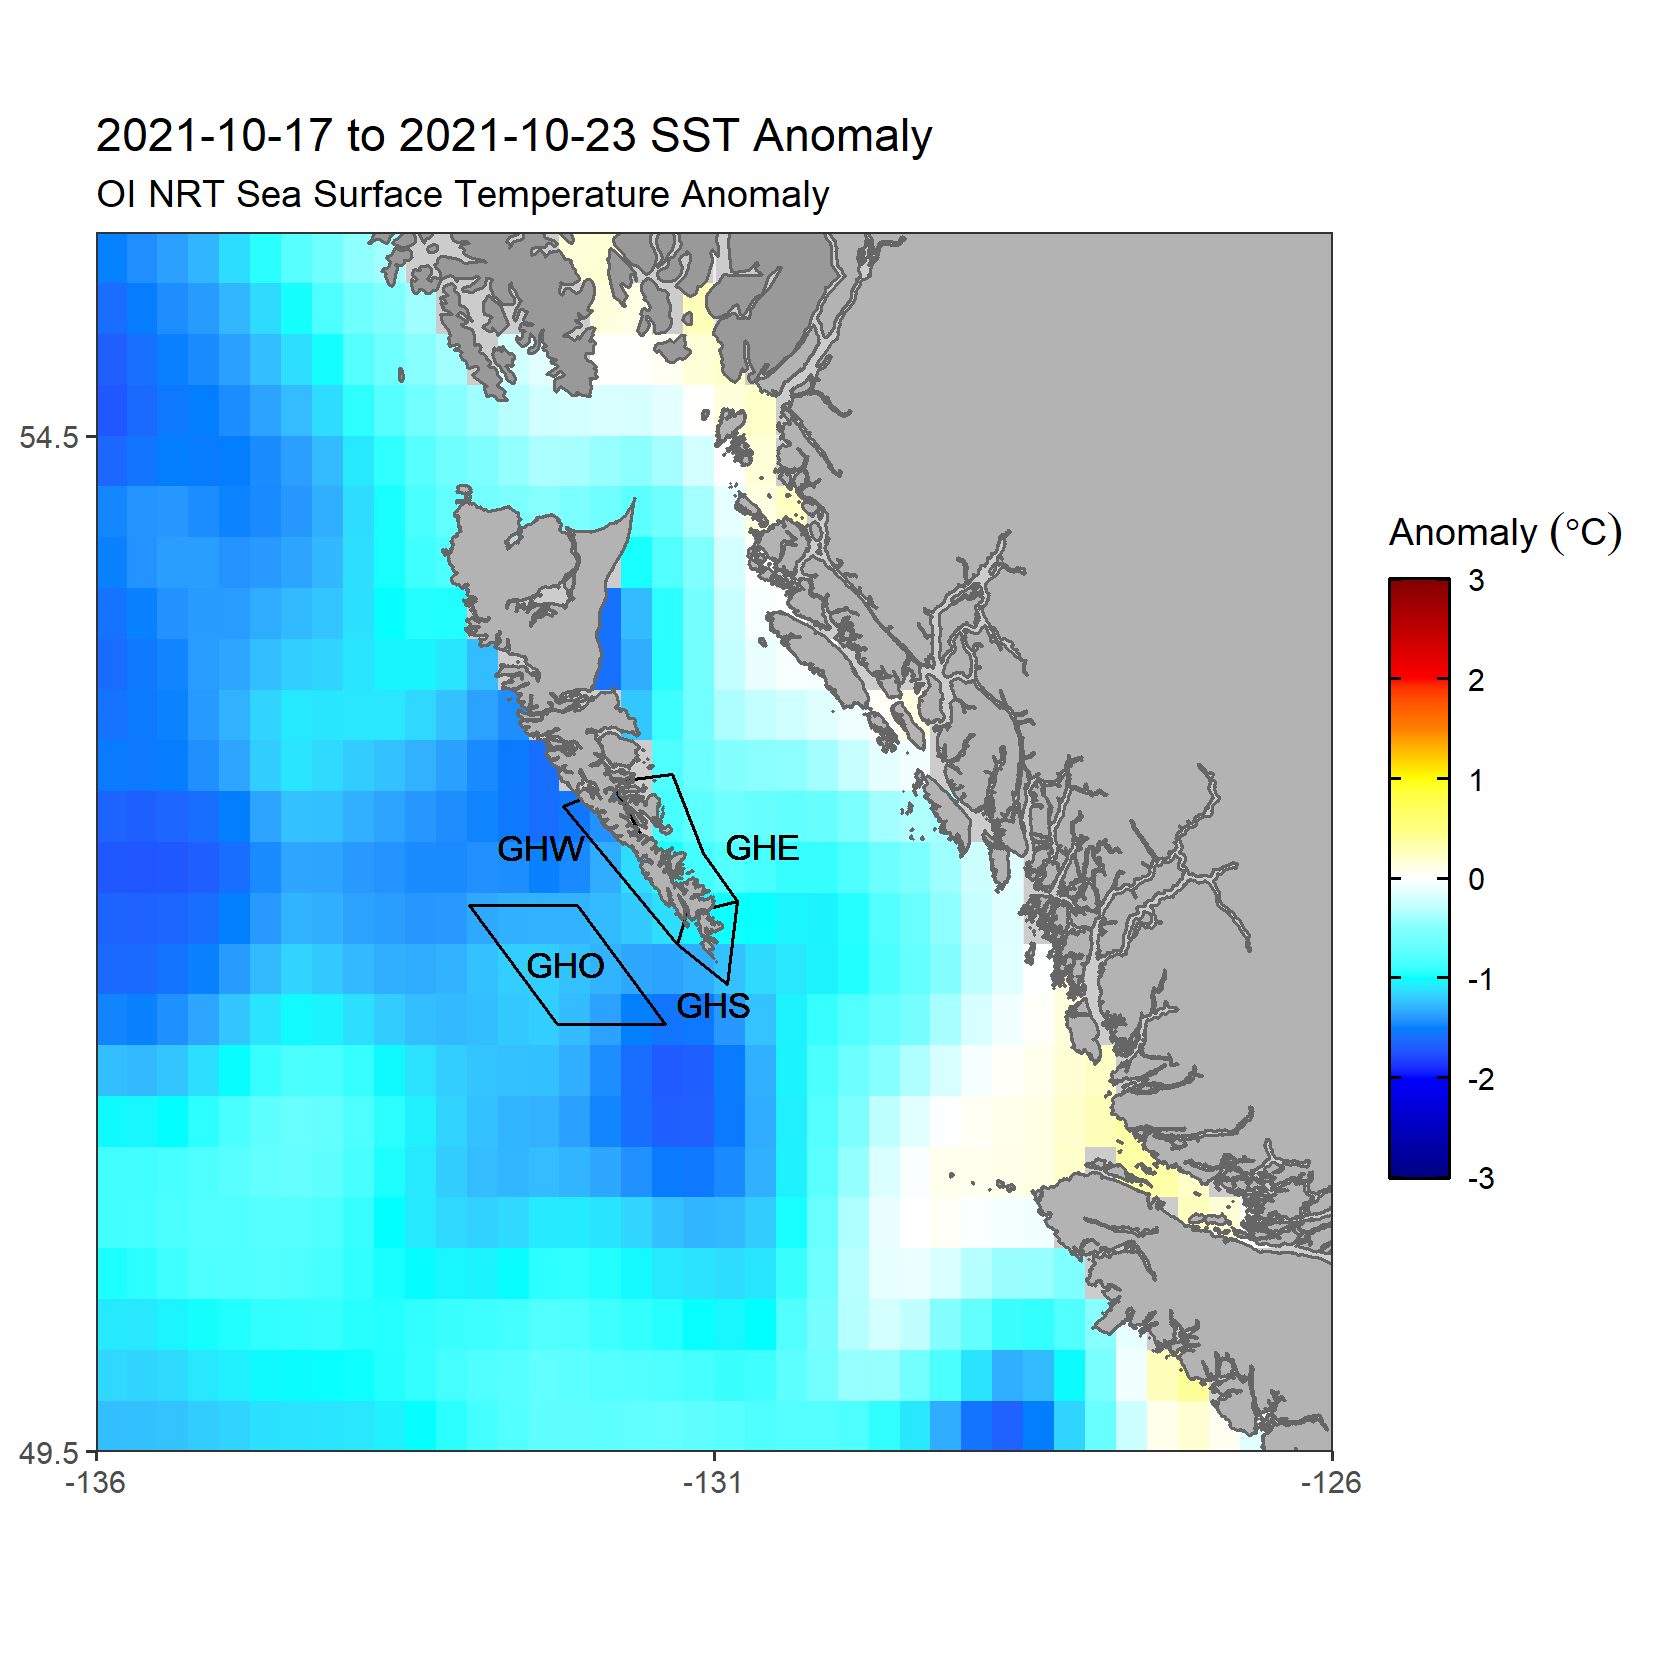 2021-10-17 to 2021-10-23 SST Anomaly
OI NRT Sea Surface Temperature Anomaly
54.5
49.5
-136
-131
-126
GHW
GHE
GHO
GHS
Anomaly (°C)
3
2
1
0
-1
-2
-3